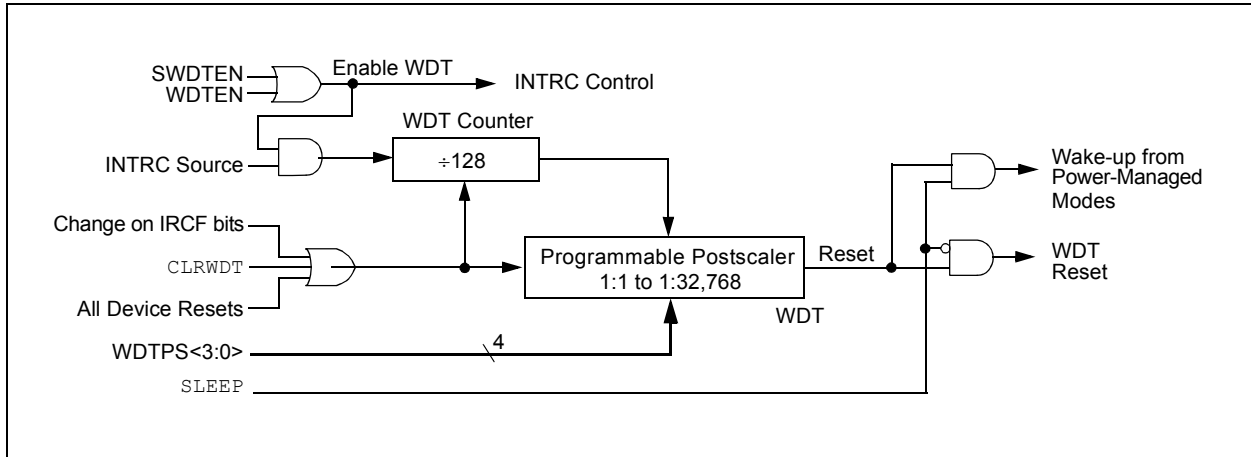 SWDTEN
WDTEN
Enable WDT
INTRC Control
WDT Counter
÷128
INTRC Source
Wake-up from
Power-Managed
Modes
Change on IRCF bits
CLRWDT
All Device Resets
Programmable Postscaler
1:1 to 1:32,768
Reset
WDT
WDT
Reset
WDTPS<3:0>
4
SLEEP